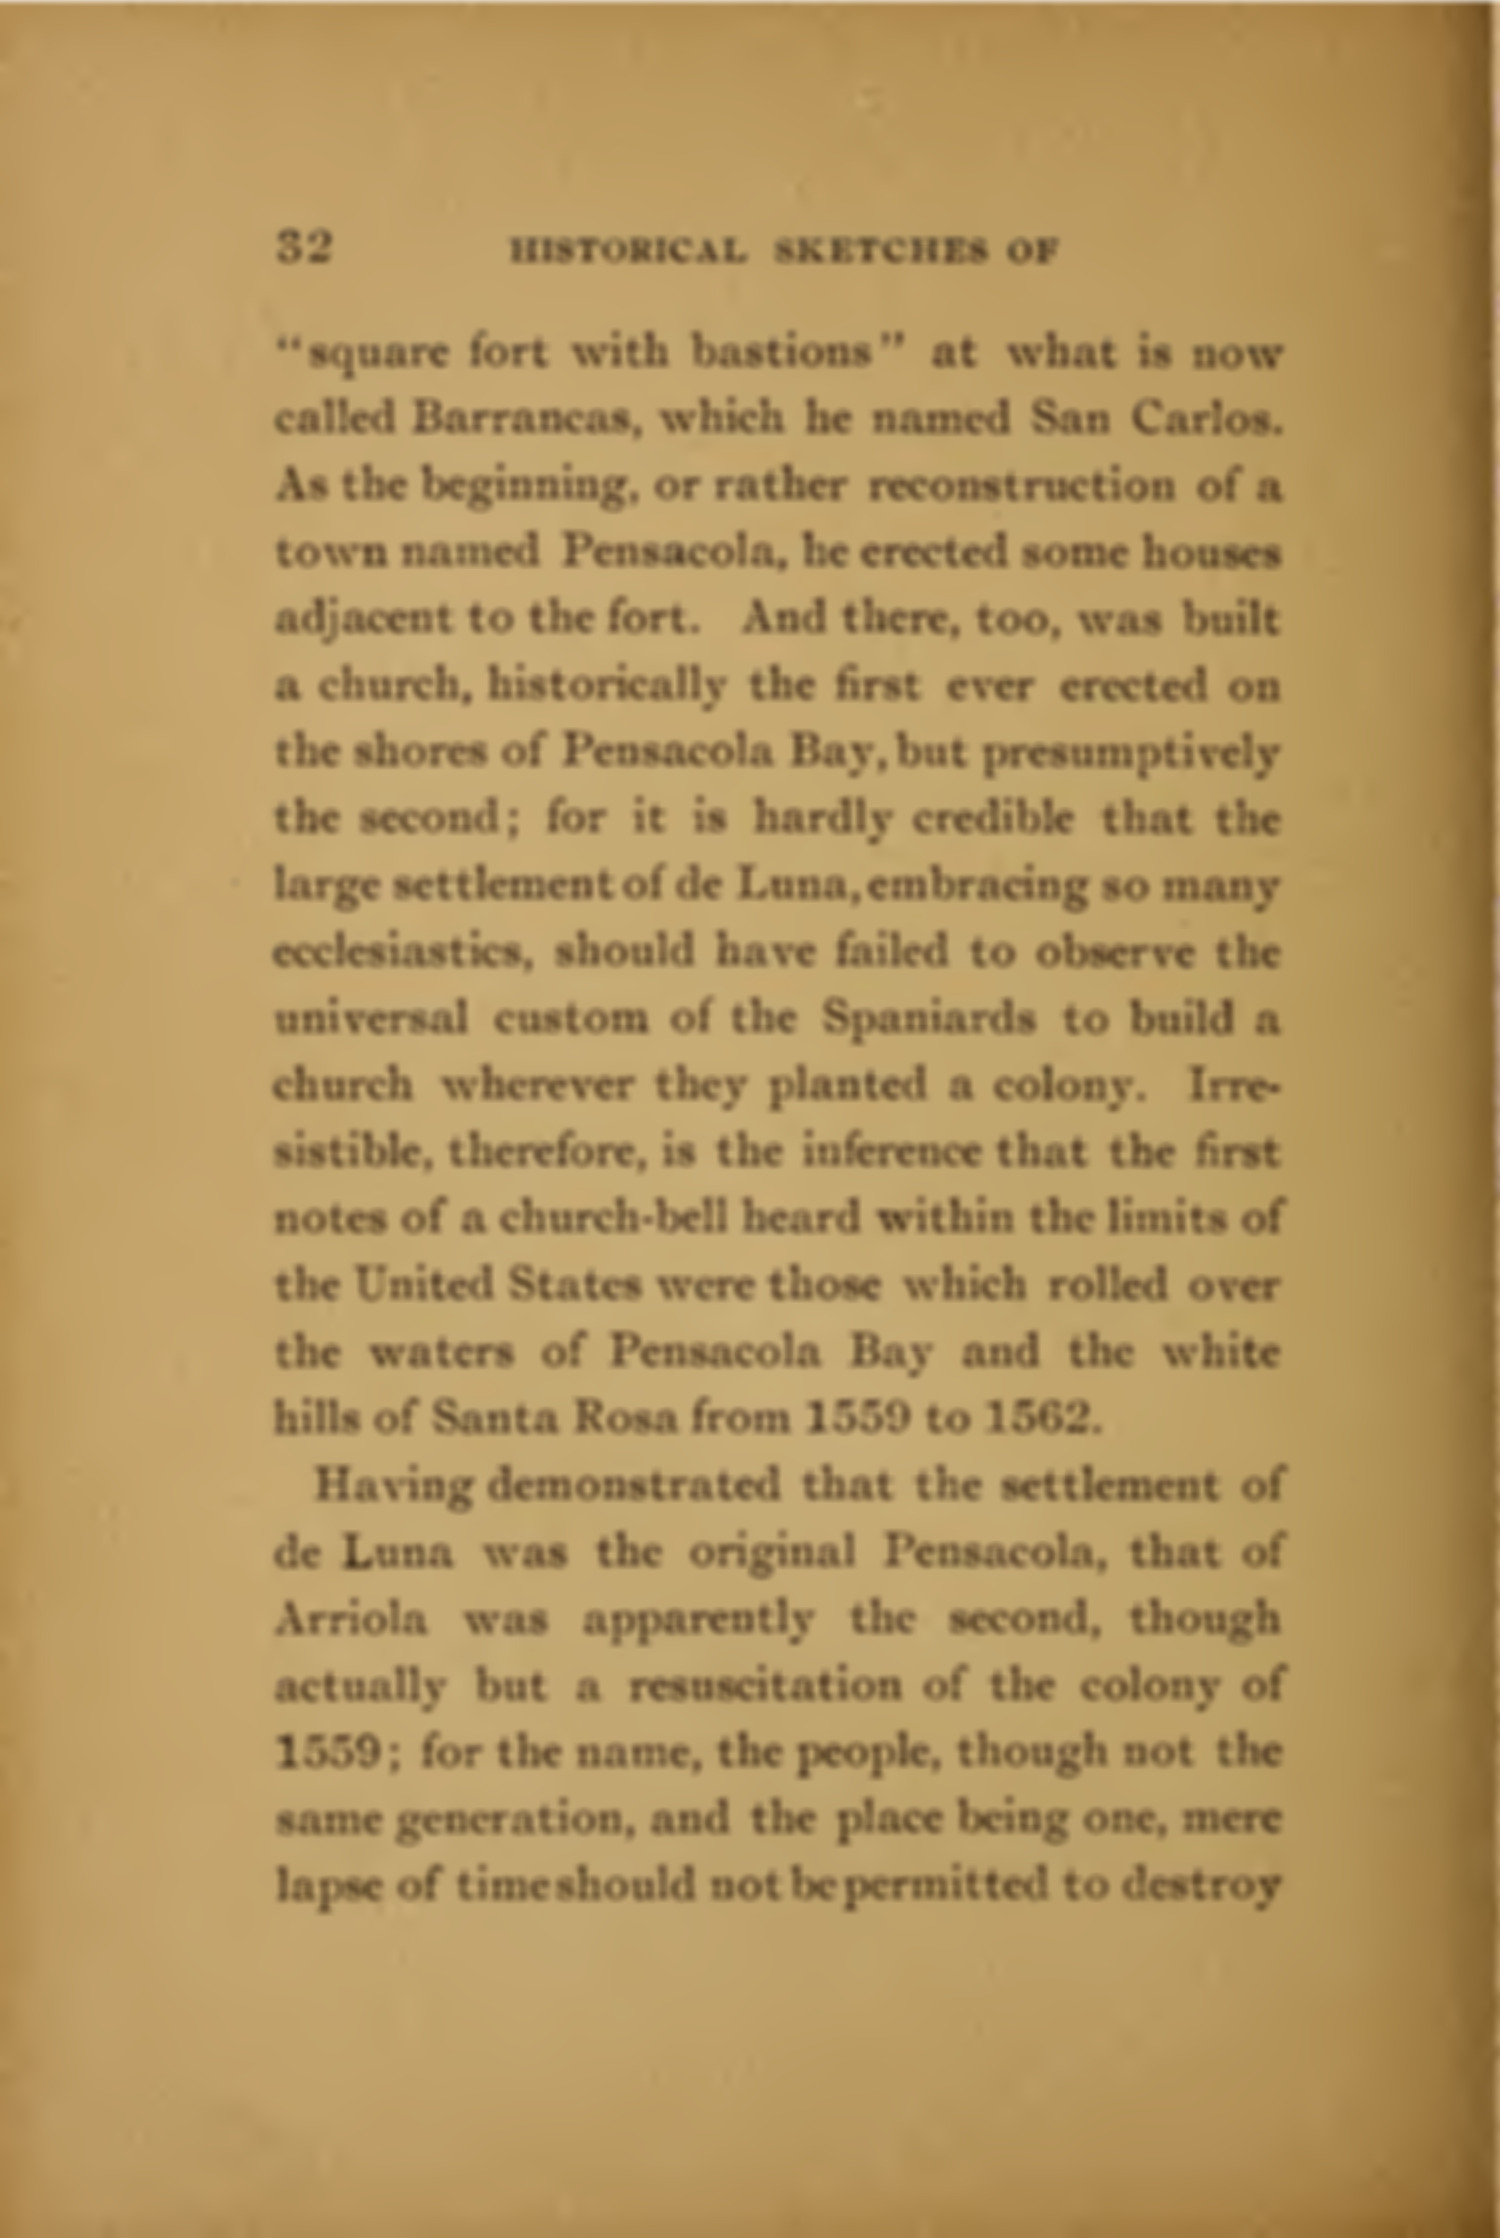 32 HISTORICAL SKETCHES OF
“square fort with bastions” at what is now
called Barrancas, which he named San Carlos.
As the beginning, or rather reconstruction of a
town named Pensacola, he erected some houses
adjacent to the fort. And there, too, was built
a church, historically the first ever erected on
the shores of Pensacola Bay, but presumptively
the second; for it is hardly credible that the
large settlement of de Luna, embracing so many
ecclesiastics, should have failed to observe the
universal custom of the Spaniards to build a
church wherever they planted a colony. Irre-
sistible, therefore, is the inference that the first
notes of a church-bell heard within the limits of
the United States were those which rolled over
the waters of Pensacola Bay and the white
hills of Santa Rosa from 1559 to 1562.
Having demonstrated that the settlement of
de Luna was the original Pensacola, that of
Arriola was apparently the second, though
actually but a resuscitation of the colony of
1559; for the name, the people, though not the
same generation, and the place being one, mere
lapse of time should not be permitted to destroy